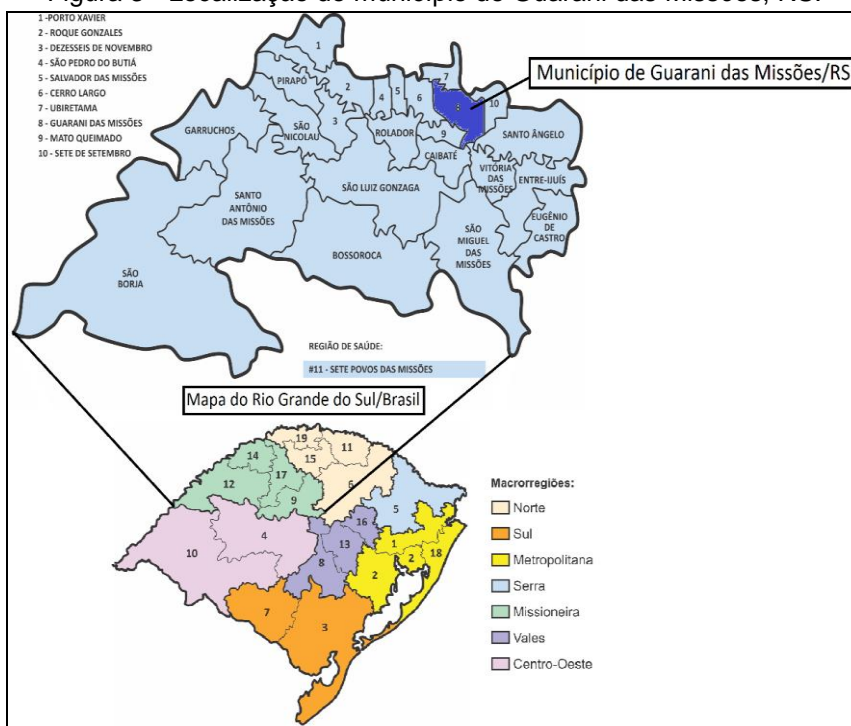 Figura 3 - Localização do município de Guarani das Missões, RS.
1 -PORTO XAVIER
2 - ROQUE GONZALES
3 - DEZESSEIS DE NOVEMBRO
4 - SÃO PEDRO DO BUTIÁ
5 - SALVADOR DAS MISSÕES
6 - CERRO LARGO
7 - UBIRETAMA
8 - GUARANI DAS MISSÕES
9 - MATO QUEIMADO
10 - SETE DE SETEMBRO
Município de Guarani das Missões/RS
1
2
3
4
5
6
7
8
9
10
PIRAPÓ
GARRUCHOS
SÃO
NICOLAU
ROLADOR
CAIBATÉ
SANTO ÂNGELO
VITÓRIA
DAS
MISSÕES
ENTRE-IJUÍS
SÃO LUIZ GONZAGA
SANTO
ANTÔNIO
DAS MISSÕES
EUGÊNIO
DE
CASTRO
SÃO
MIGUEL
DAS
MISSÕES
BOSSOROCA
SÃO
BORJA
REGIÃO DE SAÚDE:
#11 - SETE POVOS DAS MISSÕES
Mapa do Rio Grande do Sul/Brasil
19
11
15
14
17
6
12
9
5
16
4
10
13
1
18
2
8
2
7
3
Macrorregiões:
Norte
Sul
Metropolitana
Serra
Missioneira
Vales
Centro-Oeste